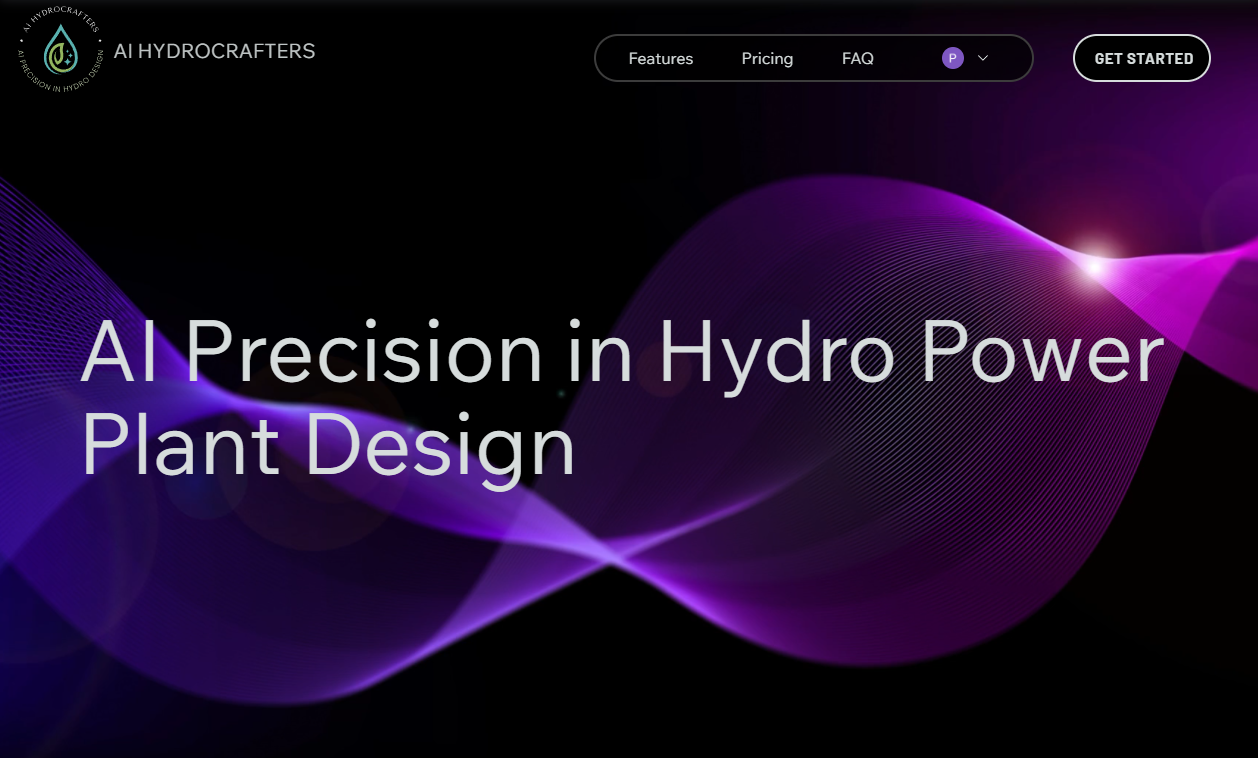 AI HYDROCRAFTERS
AI PRECISION IN HYDRO DESIGN
AI HYDROCRAFTERS
Features
Pricing
FAQ
P
GET STARTED
AI Precision in Hydro Power
Plant Design